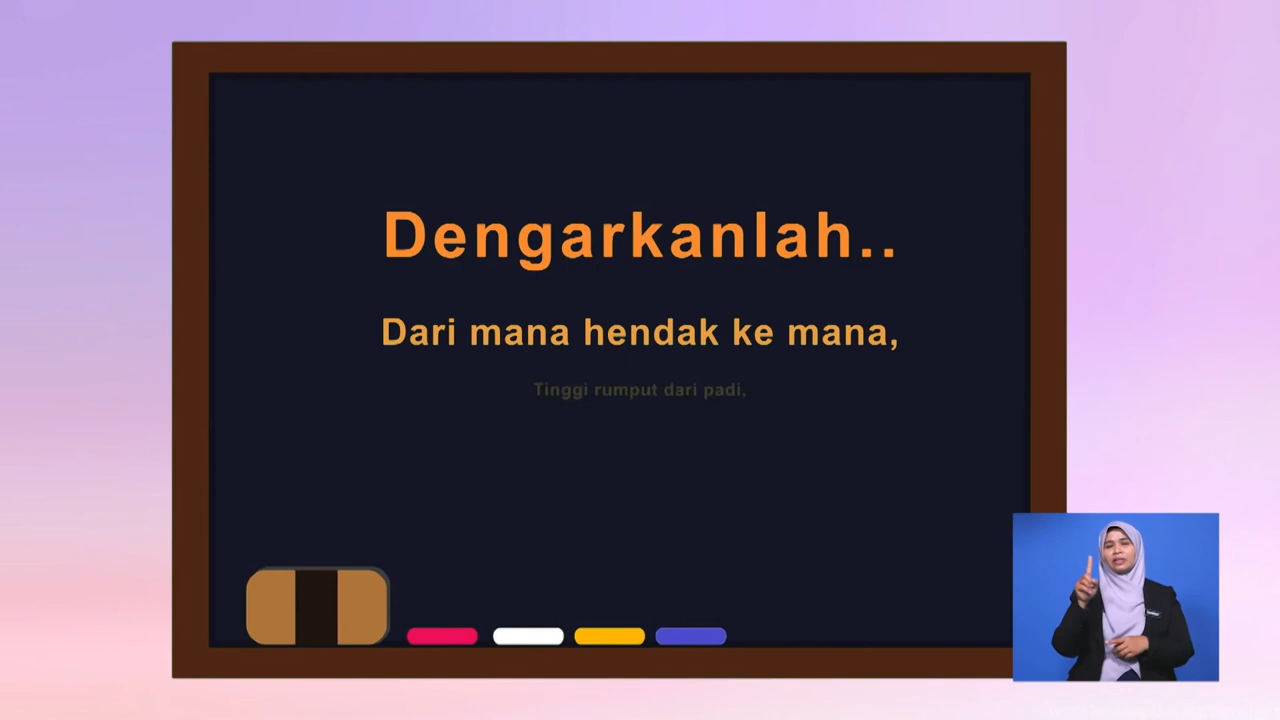 Dengarkanlah..
Dari mana hendak ke mana,
Tinggi rumput dari padi,